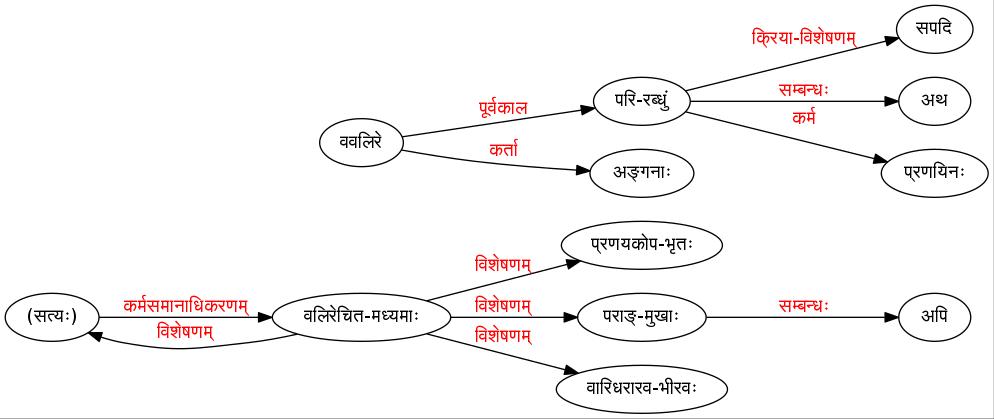 सपदि
क्रिया-विशेषणम्
परि-रब्धुं
सम्बन्धः
अथ
पूर्वकाल
कर्म
ववलिरे
कर्ता
अङ्गनाः
प्रणयिनः
प्रणयकोप-भृतः
विशेषणम्
(सत्यः)
कर्मसमानाधिकरणम्
वलिरेचित-मध्यमाः
विशेषणम्
पराङ्-मुखाः
सम्बन्धः
अपि
विशेषणम्
विशेषणम्
वारिधरारव-भीरवः